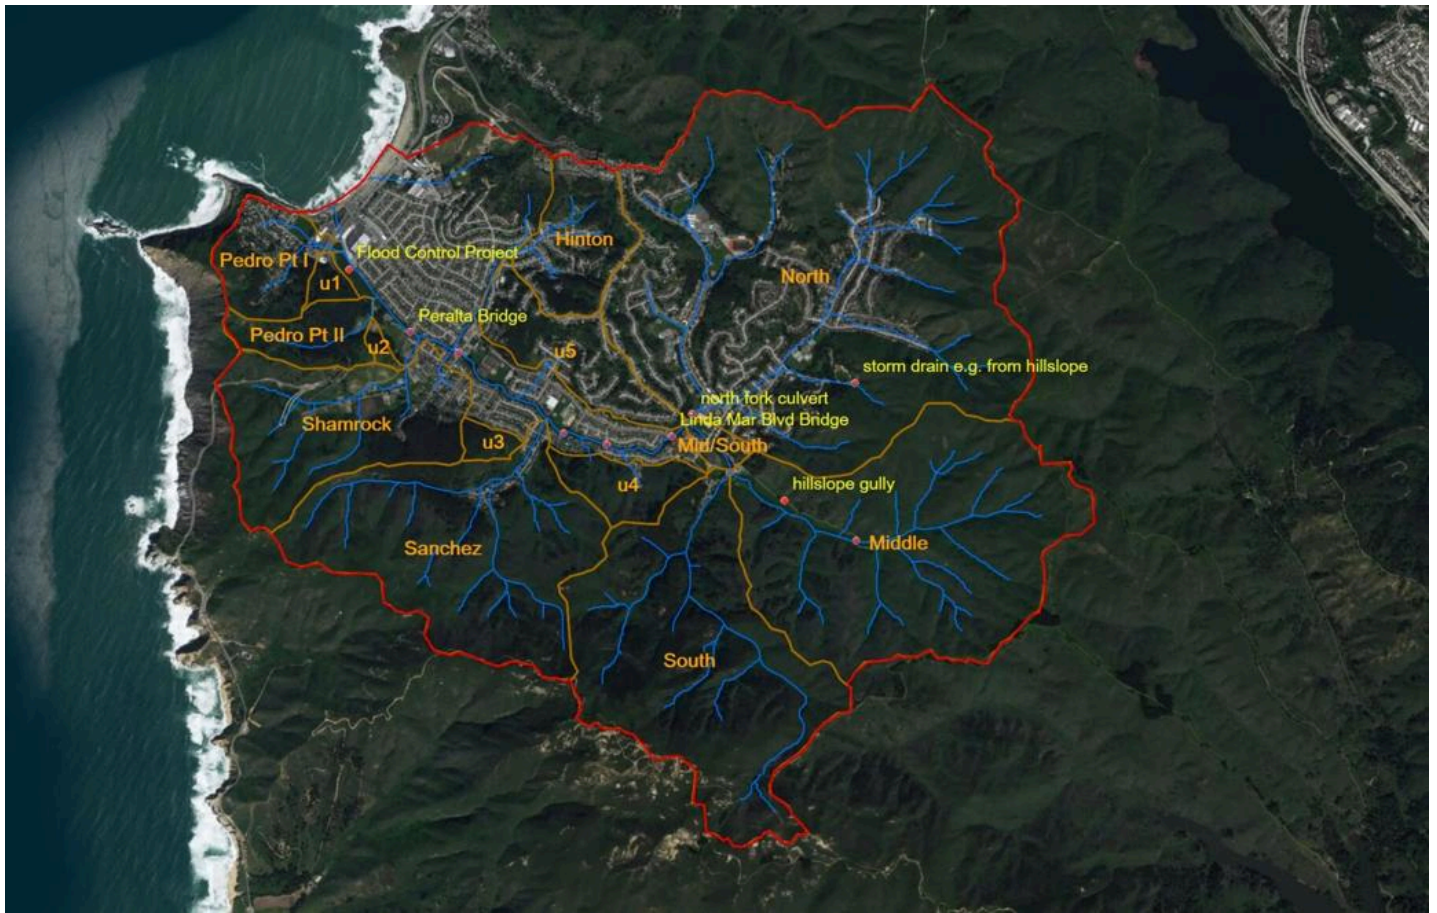 Hinton
Pedro Pt I
Flood Control Project
u1
North
Pedro Pt II
Peralta Bridge
u2
u5
storm drain e.g. from hillslope
north fork culvert
Shamrock
Linda Mar Blvd Bridge
u3
Mid/South
u4
hillslope gully
Sanchez
Middle
South